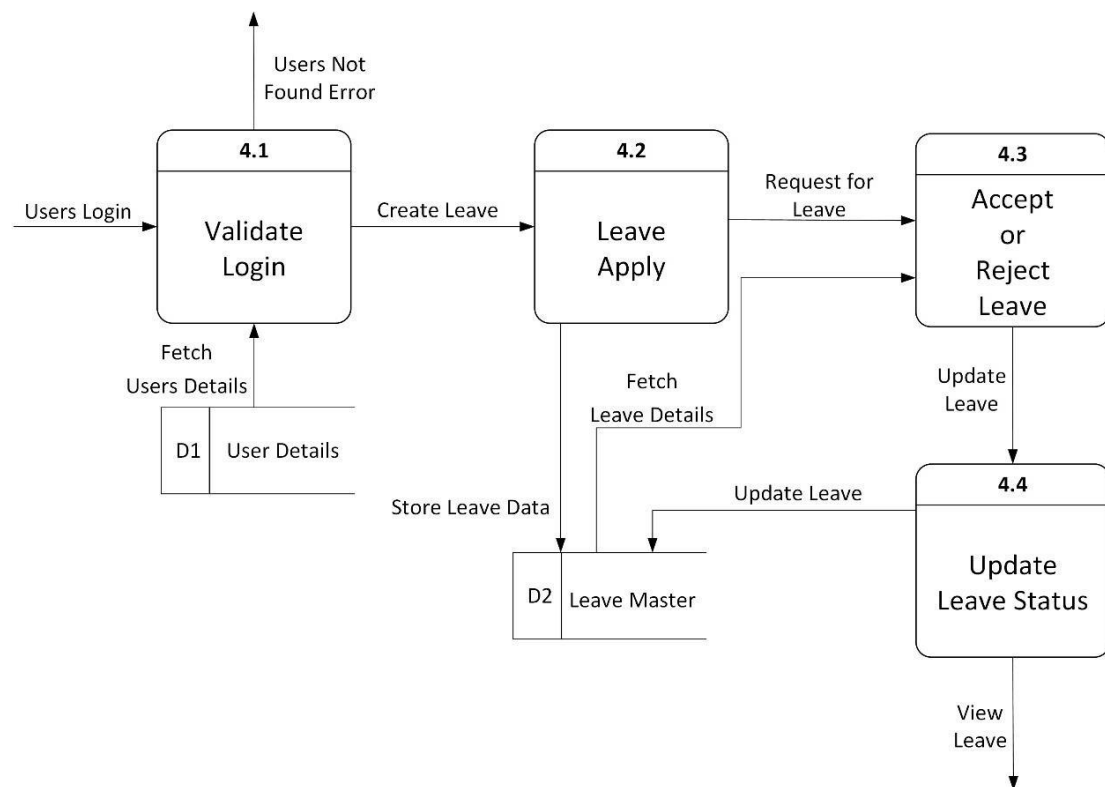 Users Not
Found Error
4.1
4.2
4.3
Users Login
Validate
Login
Create Leave
Leave
Apply
Request for
Leave
Accept
or
Reject
Leave
Fetch
Users Details
D1
User Details
Fetch
Leave Details
Update
Leave
Store Leave Data
Update Leave
4.4
Update
Leave Status
D2
Leave Master
View
Leave